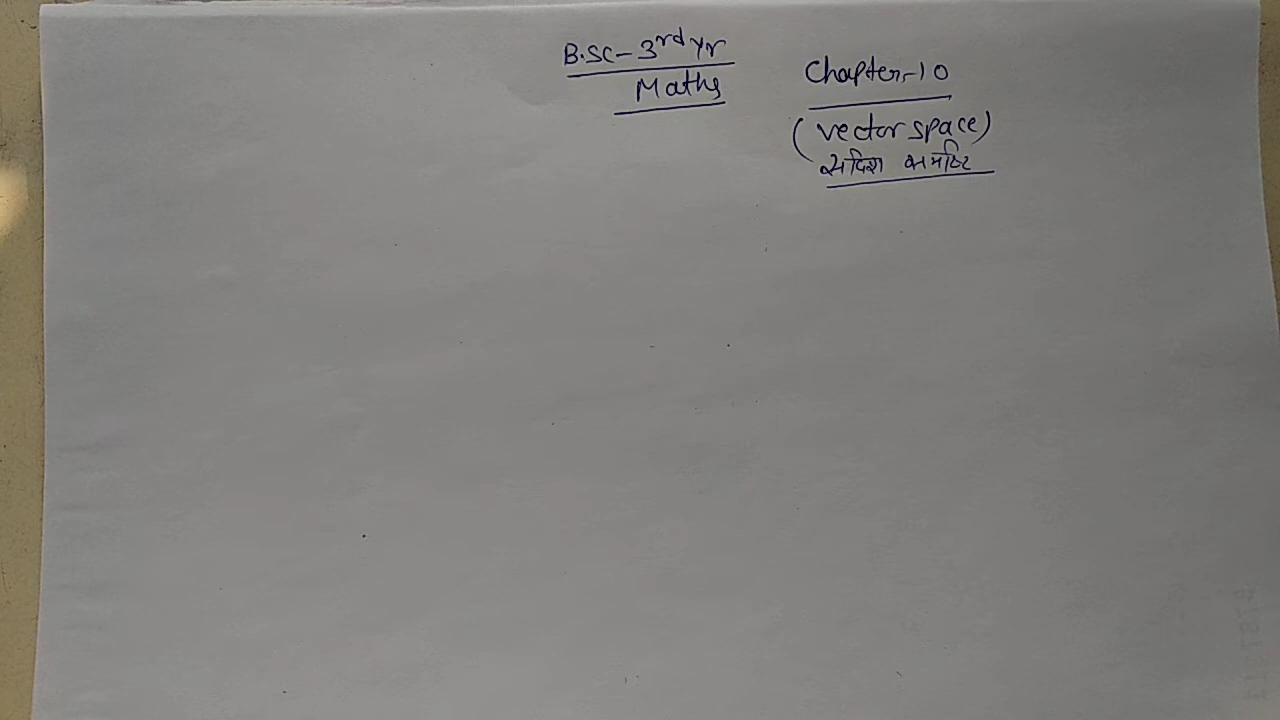 B.SC-3rd Yr
Maths
Chapter-10
(vector space)
सदिश समष्टि